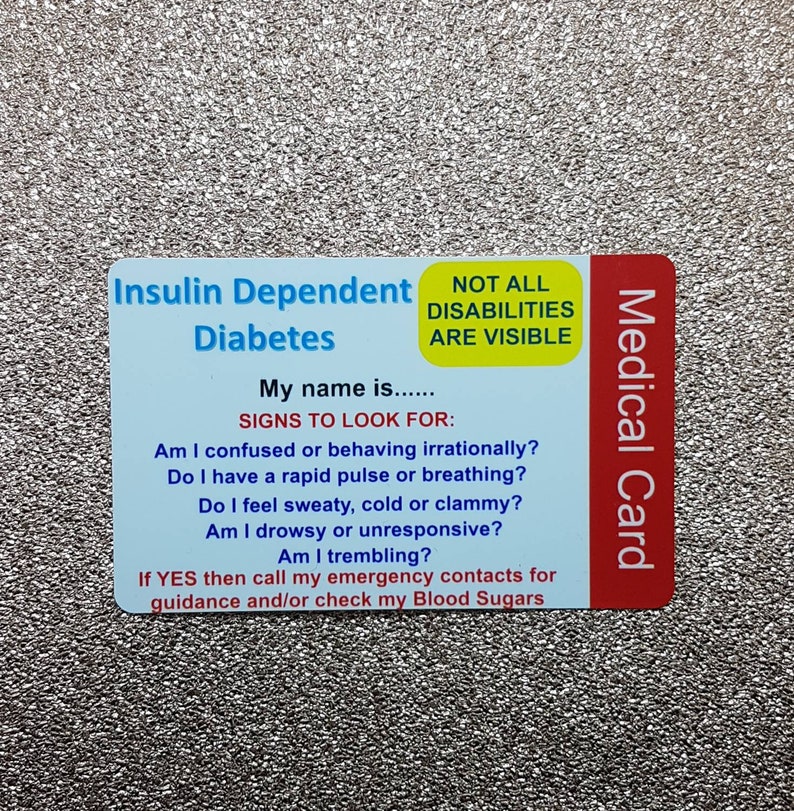 Insulin Dependent
Diabetes
NOT ALL
DISABILITIES
ARE VISIBLE
My name is......
SIGNS TO LOOK FOR:
Am I confused or behaving irrationally?
Do I have a rapid pulse or breathing?
Do I feel sweaty, cold or clammy?
Am I drowsy or unresponsive?
Am I trembling?
If YES then call my emergency contacts for
guidance and/or check my Blood Sugars
Medical Card